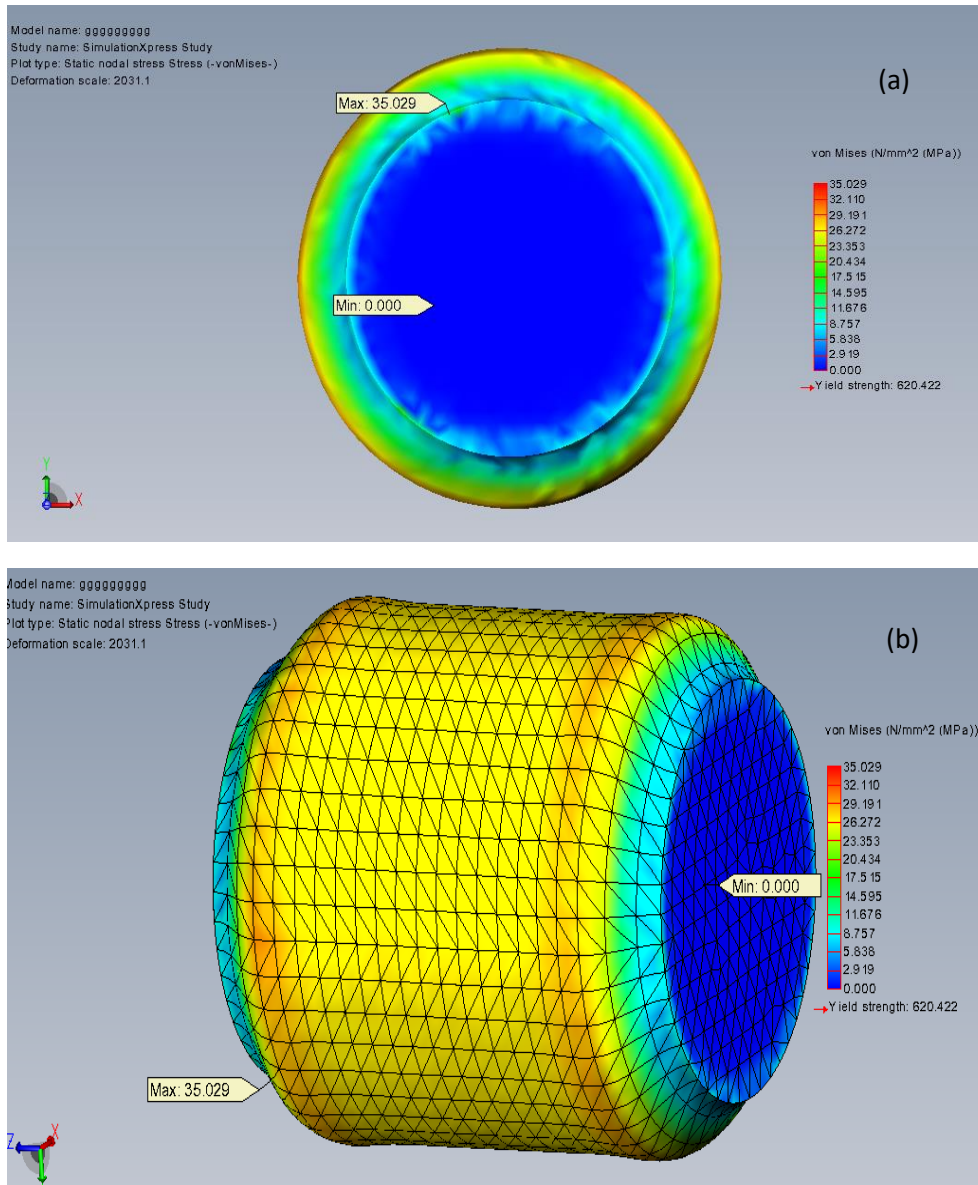 Model name: ggggggggg
Study name: SimulationXpress Study
Plot type: Static nodal stress Stress (-vonMises-)
Deformation scale: 2031.1
(a)
Max: 35.029
von Mises (N/mm^2 (MPa))
35.029
32.110
29.191
26.272
23.353
20.434
17.515
14.595
11.676
8.757
5.838
2.919
0.000
Min: 0.000
Yield strength: 620.422
Y
X
Model name: ggggggggg
Study name: SimulationXpress Study
Plot type: Static nodal stress Stress (-vonMises-)
Deformation scale: 2031.1
(b)
von Mises (N/mm^2 (MPa))
35.029
32.110
29.191
26.272
23.353
20.434
17.515
14.595
11.676
8.757
5.838
2.919
0.000
Min: 0.000
Yield strength: 620.422
Max: 35.029
Z
X